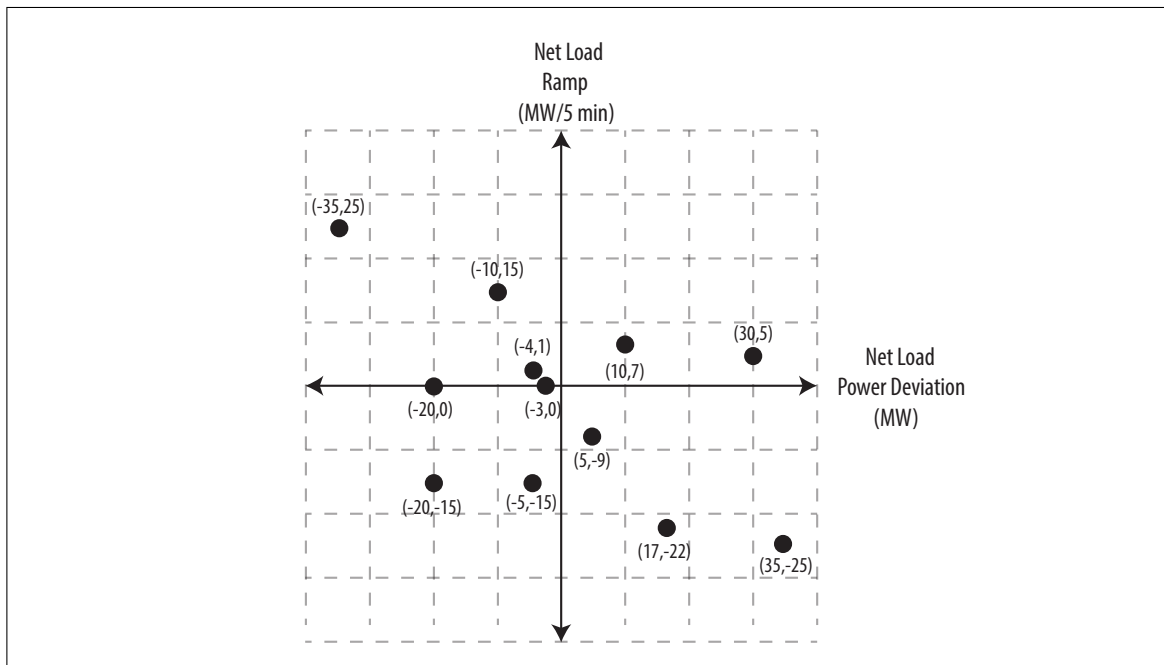 Net Load
Ramp
(MW/5 min)
(-35,25)
(-10,15)
(-4,1)
(30,5)
(10,7)
Net Load
Power Deviation
(MW)
(-20,0)
(-3,0)
(5,-9)
(-20,-15)
(-5,-15)
(17,-22)
(35,-25)